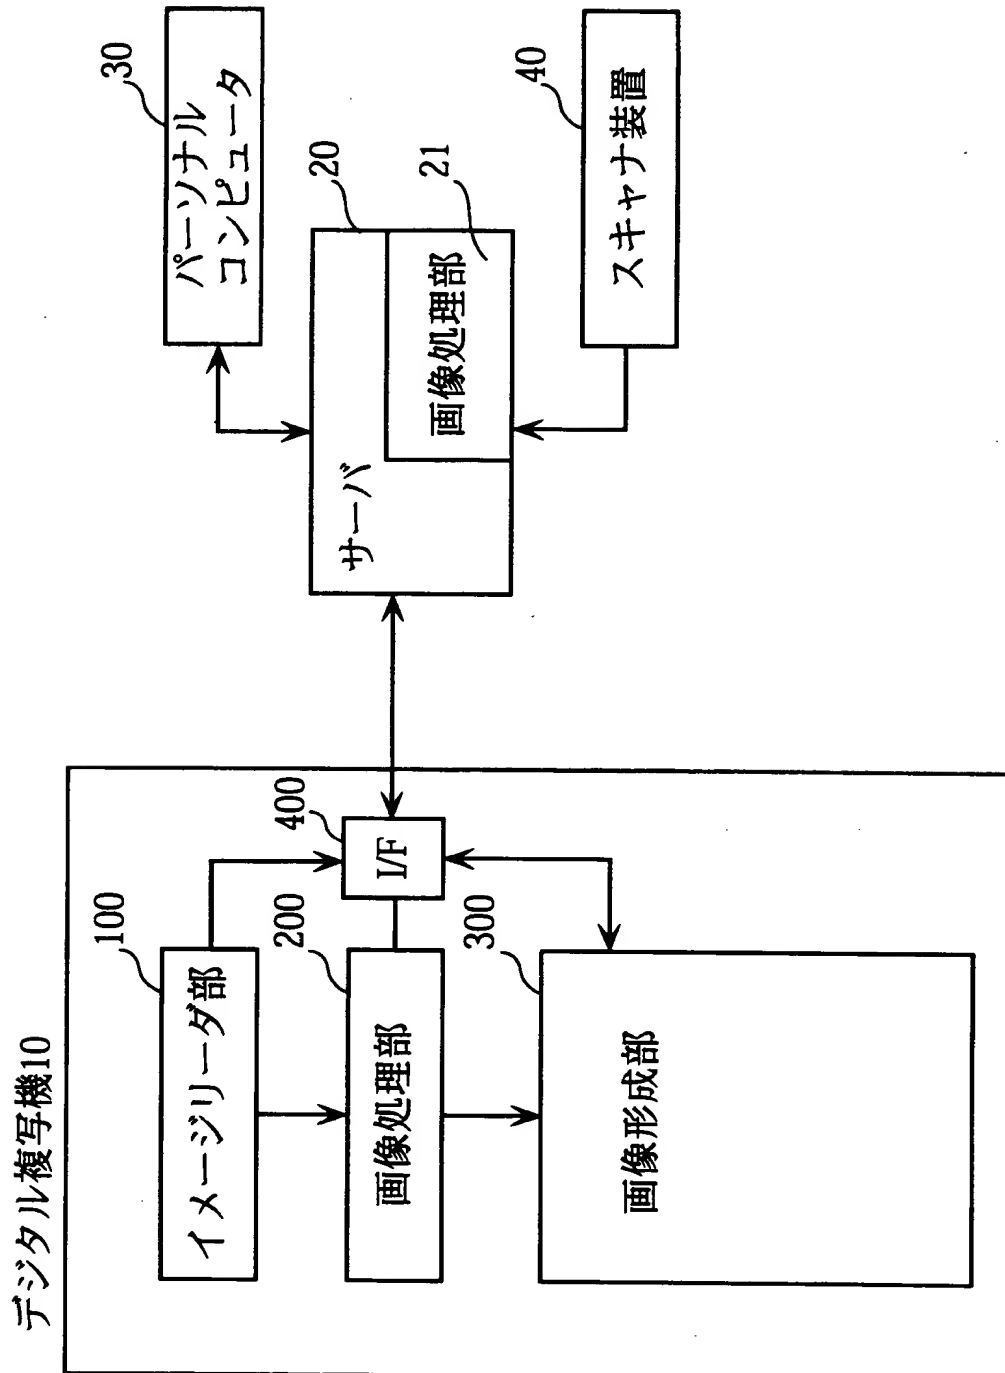 デジタル複写機10
100
イメージリーダ部
200
画像処理部
300
画像形成部
400
I/F
サーバ
20
画像処理部
21
30
パーソナル
コンピュータ
40
スキャナ装置